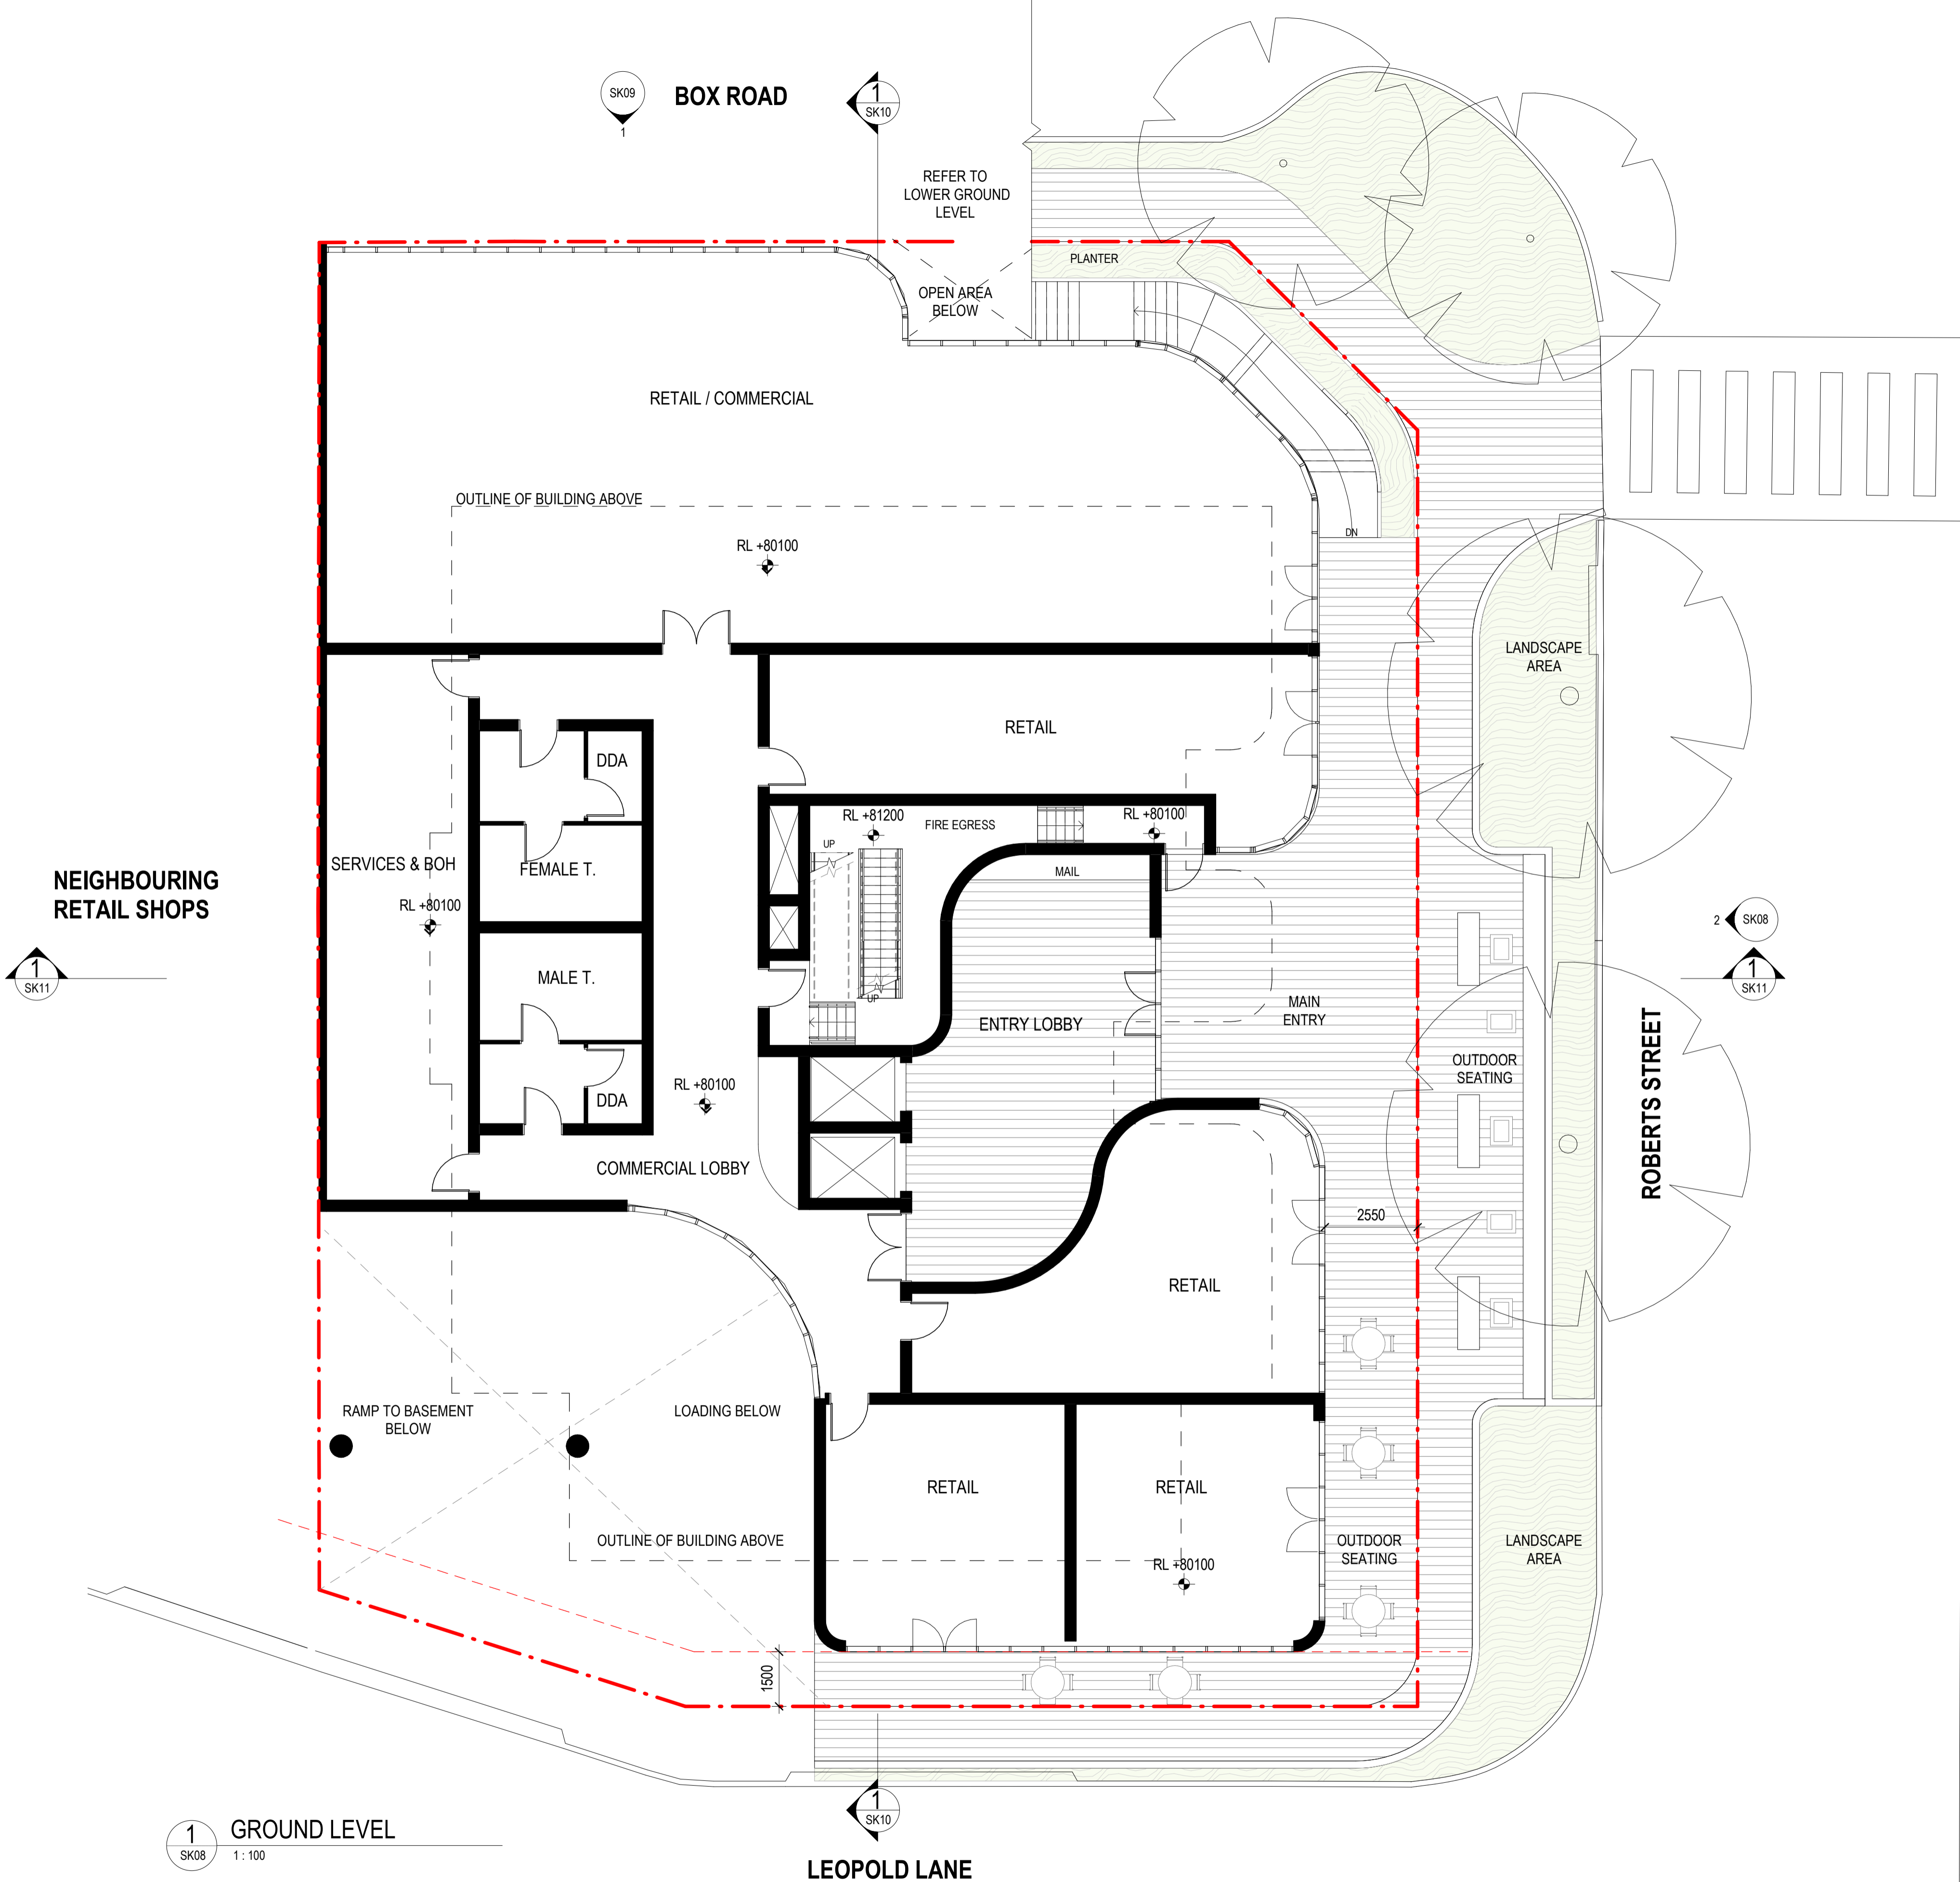 SK09
1
BOX ROAD
1
SK10
REFER TO
LOWER GROUND
LEVEL
PLANTER
OPEN AREA
BELOW
RETAIL / COMMERCIAL
OUTLINE OF BUILDING ABOVE
RL +80100
DN
LANDSCAPE
AREA
RETAIL
DDA
RL +81200
FIRE EGRESS
RL +80100
UP
SERVICES & BOH
FEMALE T.
MAIL
NEIGHBOURING
RETAIL SHOPS
RL +80100
2
SK08
1
SK11
MALE T.
1
SK11
UP
ENTRY LOBBY
MAIN
ENTRY
OUTDOOR
SEATING
ROBERTS STREET
RL +80100
DDA
COMMERCIAL LOBBY
2550
RETAIL
RAMP TO BASEMENT
BELOW
LOADING BELOW
RETAIL
RETAIL
OUTLINE OF BUILDING ABOVE
RL +80100
OUTDOOR
SEATING
LANDSCAPE
AREA
1500
1
SK10
1
SK08
GROUND LEVEL
1 : 100
LEOPOLD LANE